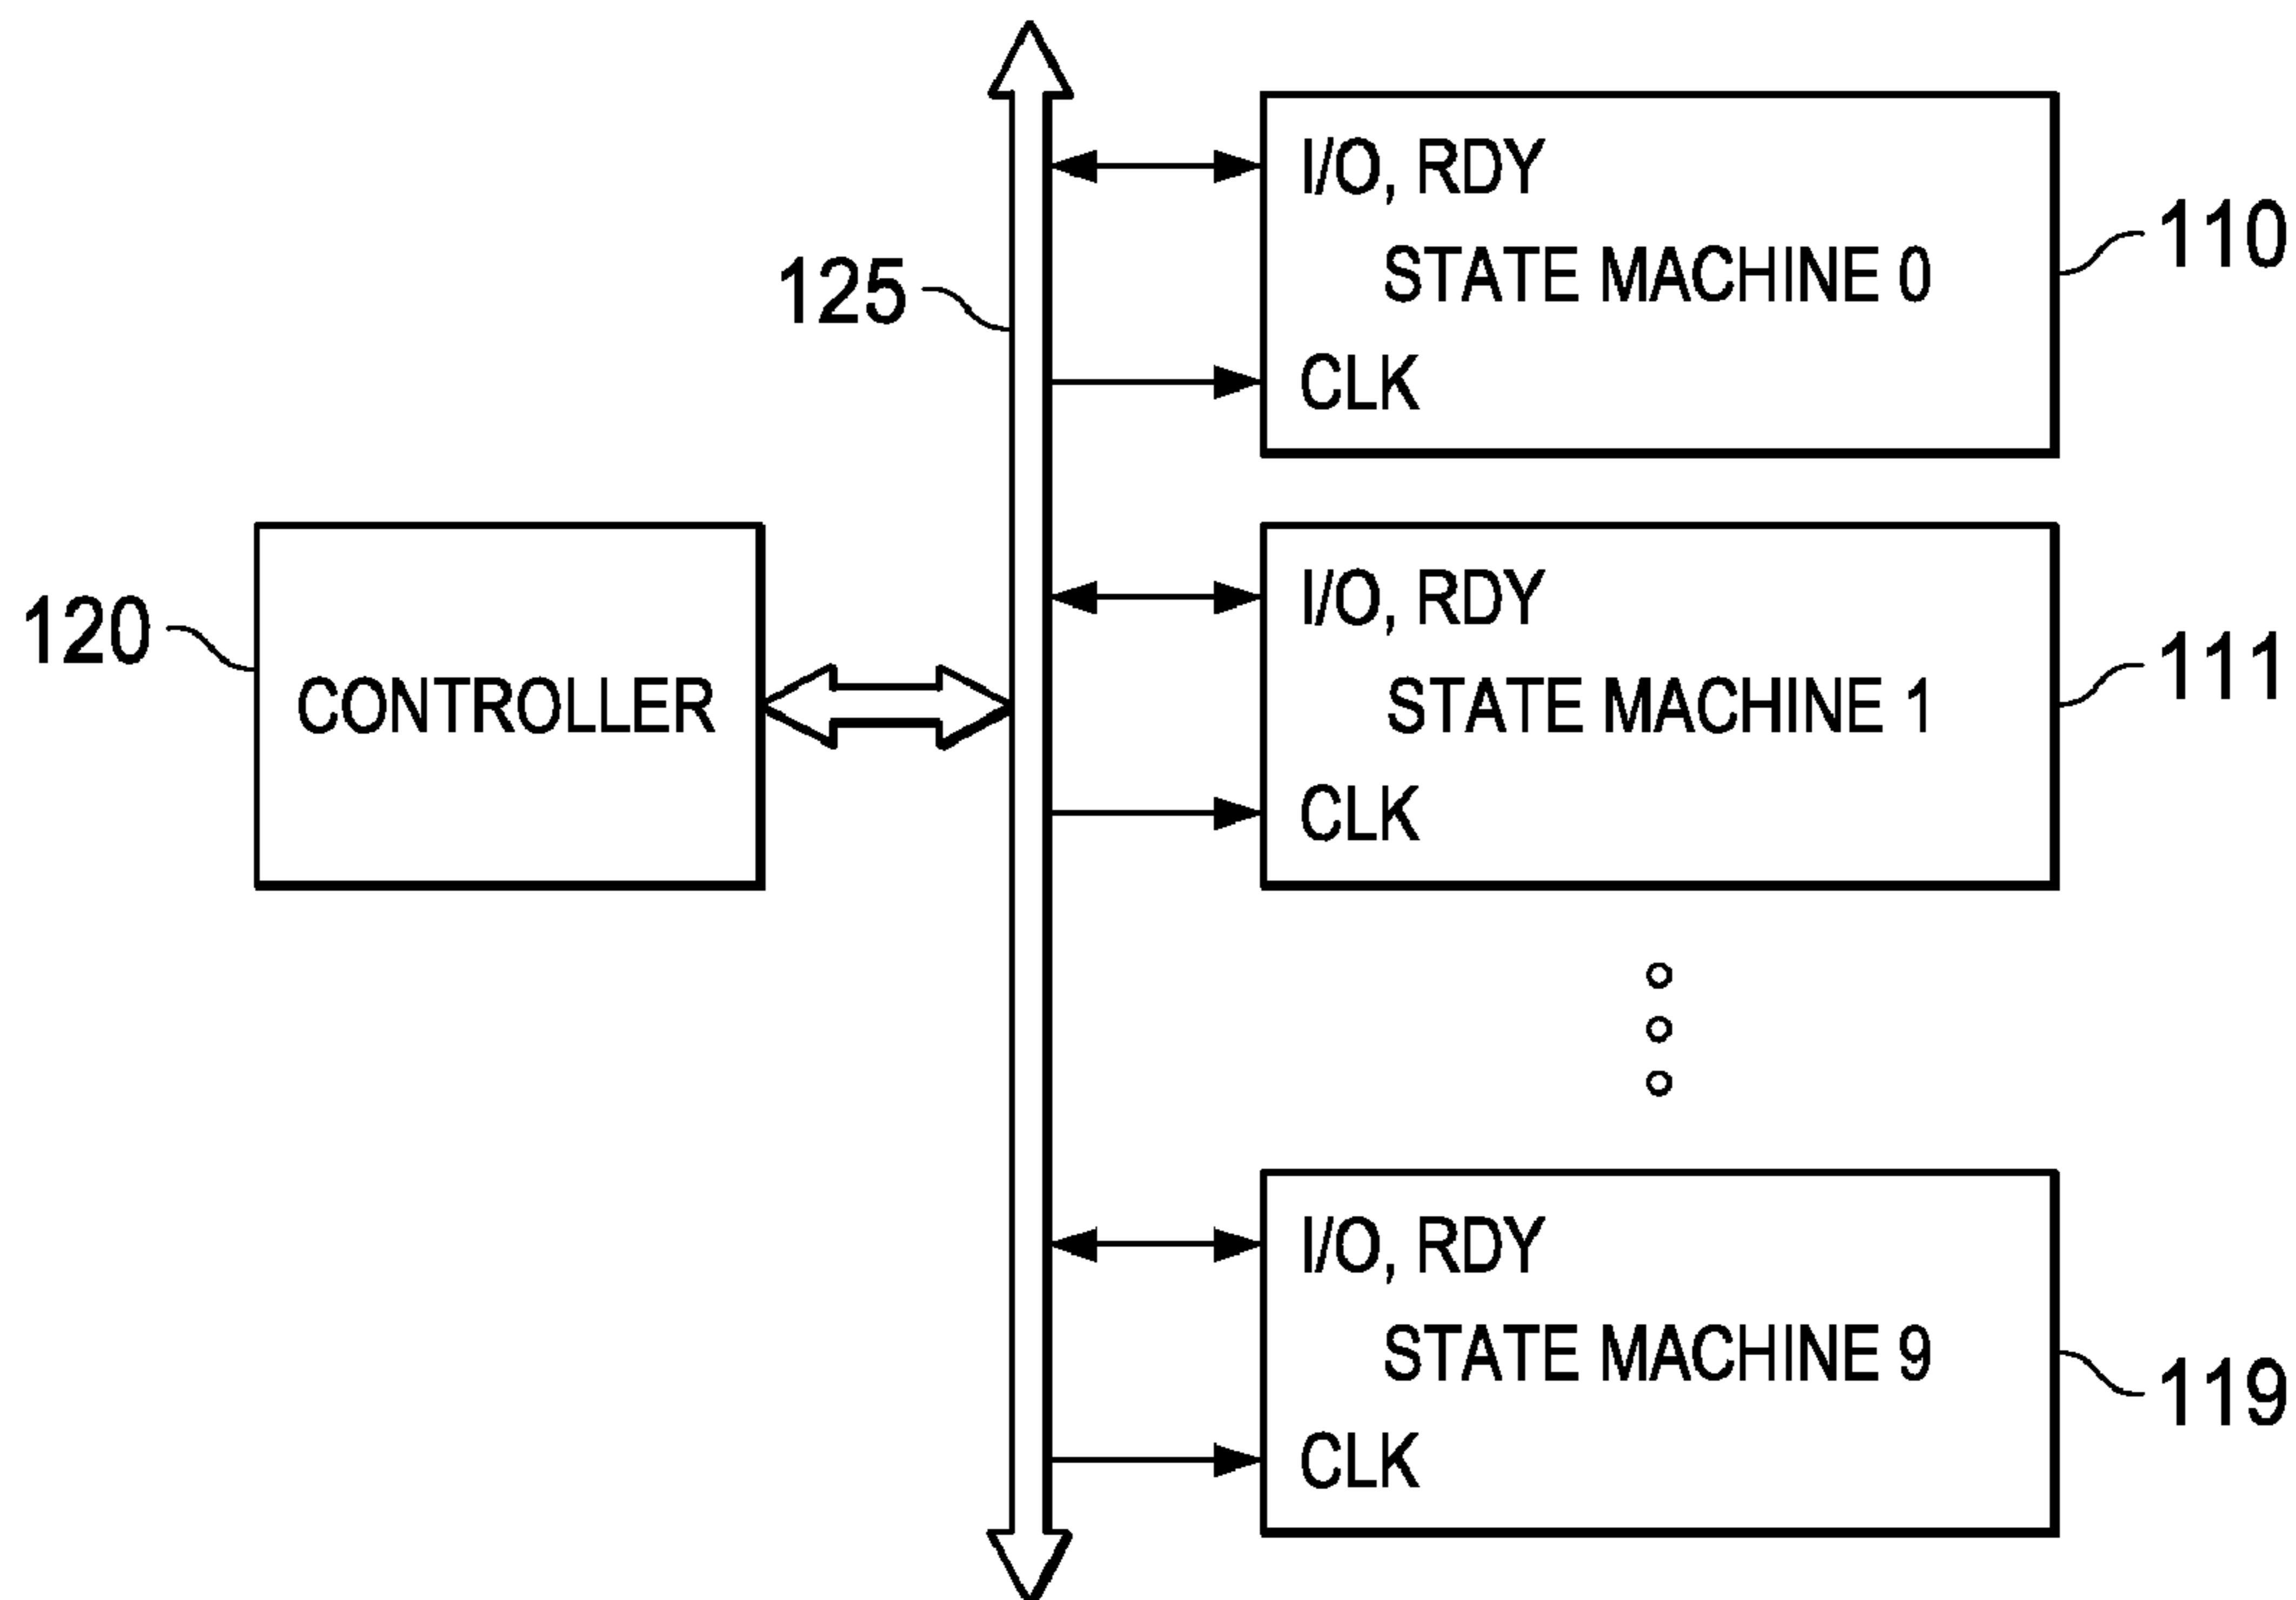 I/O, RDY
STATE MACHINE 0
CLK
110
125
120
CONTROLLER
I/O, RDY
STATE MACHINE 1
CLK
111
I/O, RDY
STATE MACHINE 9
CLK
119